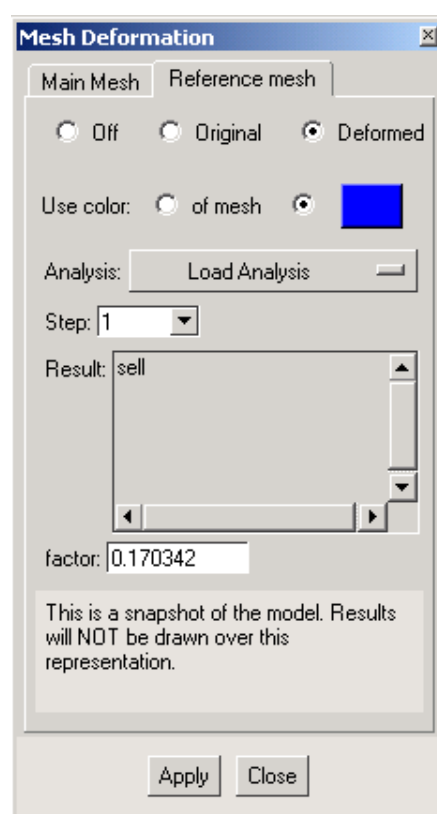 Mesh Deformation
Main Mesh Reference mesh
Off Original Deformed
Use color: of mesh
Analysis: Load Analysis
Step: 1
Result: sell
factor: 0.170342
This is a snapshot of the model. Results
will NOT be drawn over this
representation.
Apply Close